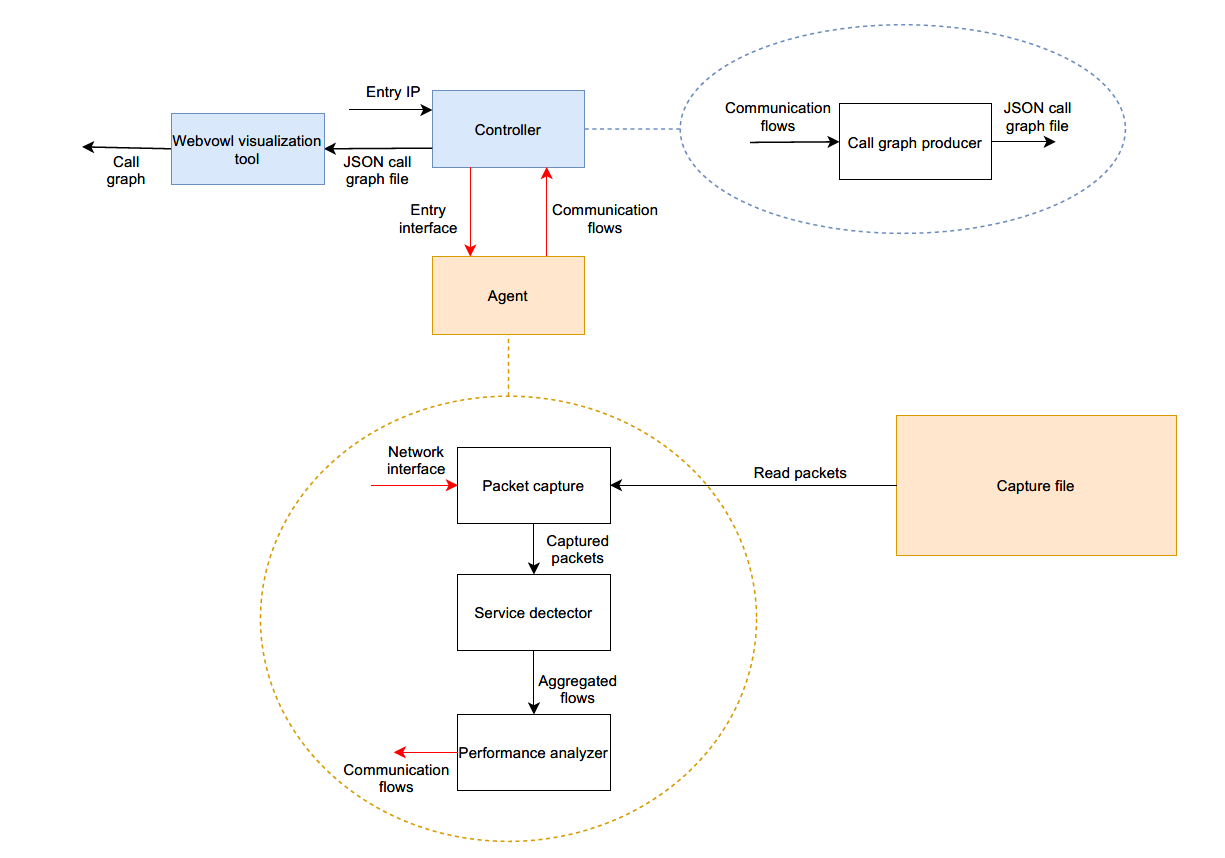 Entry IP
Controller
Webvowl visualization
tool
Call
graph
JSON call
graph file
Communication
flows
Call graph producer
JSON call
graph file
Entry
interface
Communication
flows
Agent
Network
interface
Packet capture
Read packets
Capture file
Captured
packets
Service dectector
Aggregated
flows
Performance analyzer
Communication
flows